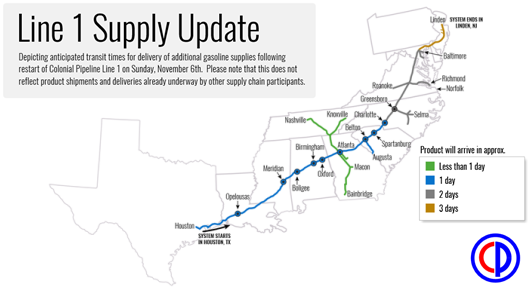 Line 1 Supply Update
Depicting anticipated transit times for delivery of additional gasoline supplies following
restart of Colonial Pipeline Line 1 on Sunday, November 6th. Please note that this does not
reflect product shipments and deliveries already underway by other supply chain participants.
Linden
SYSTEM ENDS IN
LINDEN, NJ
Baltimore
Richmond
Norfolk
Roanoke
Greensboro
Selma
Charlotte
Knoxville
Nashville
Belton
Spartanburg
Birmingham
Atlanta
Augusta
Meridian
Oxford
Macon
Boligee
Bainbridge
Opelousas
Houston
SYSTEM STARTS
IN HOUSTON, TX
Product will arrive in approx.
Less than 1 day
1 day
2 days
3 days
CP